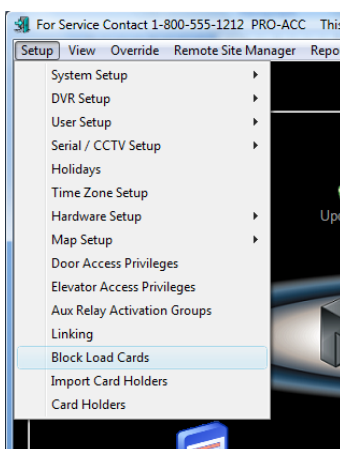 For Service Contact 1-800-555-1212 PRO-ACC This
Setup View Override Remote Site Manager Repo
System Setup
DVR Setup
User Setup
Serial / CCTV Setup
Holidays
Time Zone Setup
Hardware Setup
Upd
Map Setup
Door Access Privileges
Elevator Access Privileges
Aux Relay Activation Groups
Linking
Block Load Cards
Import Card Holders
Card Holders